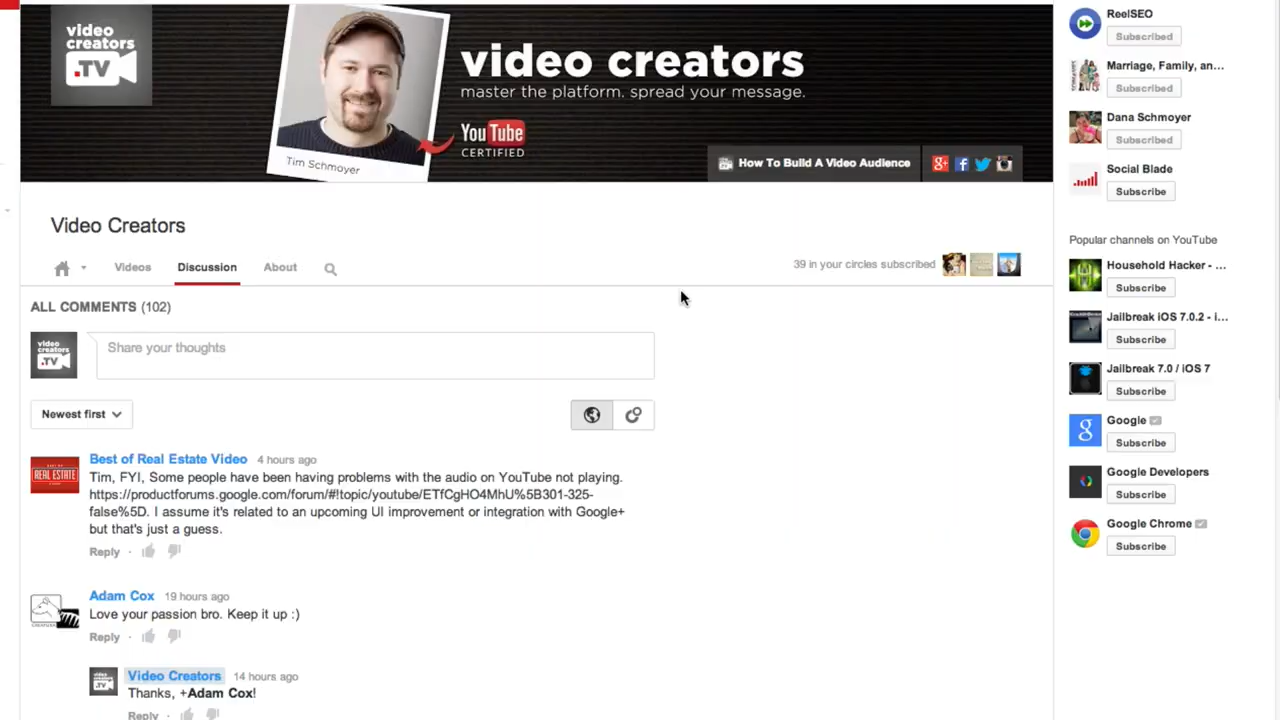 video
creators
.TV
Tim Schmoyer
video creators
master the platform. spread your message.
YouTube
CERTIFIED
How To Build A Video Audience
Video Creators
Videos
Discussion
About
39 in your circles subscribed
ALL COMMENTS (102)
video
creators
.TV
Share your thoughts
Newest first
REAL ESTATE
Best of Real Estate Video 4 hours ago
Tim, FYI, Some people have been having problems with the audio on YouTube not playing.
https://productforums.google.com/forum/#!topic/youtube/ETfCgHO4MhU%5B301-325-
false%5D. I assume it's related to an upcoming UI improvement or integration with Google+
but that's just a guess.
Reply
Adam Cox 19 hours ago
Love your passion bro. Keep it up :)
Reply
Video Creators 14 hours ago
Thanks, +Adam Cox!
Reply
ReelSEO
Subscribed
Marriage, Family, an...
Subscribed
Dana Schmoyer
Subscribed
Social Blade
Subscribe
Popular channels on YouTube
Household Hacker - ...
Subscribe
Jailbreak iOS 7.0.2 - i...
Subscribe
Jailbreak 7.0 / iOS 7
Subscribe
Google
Subscribe
Google Developers
Subscribe
Google Chrome
Subscribe